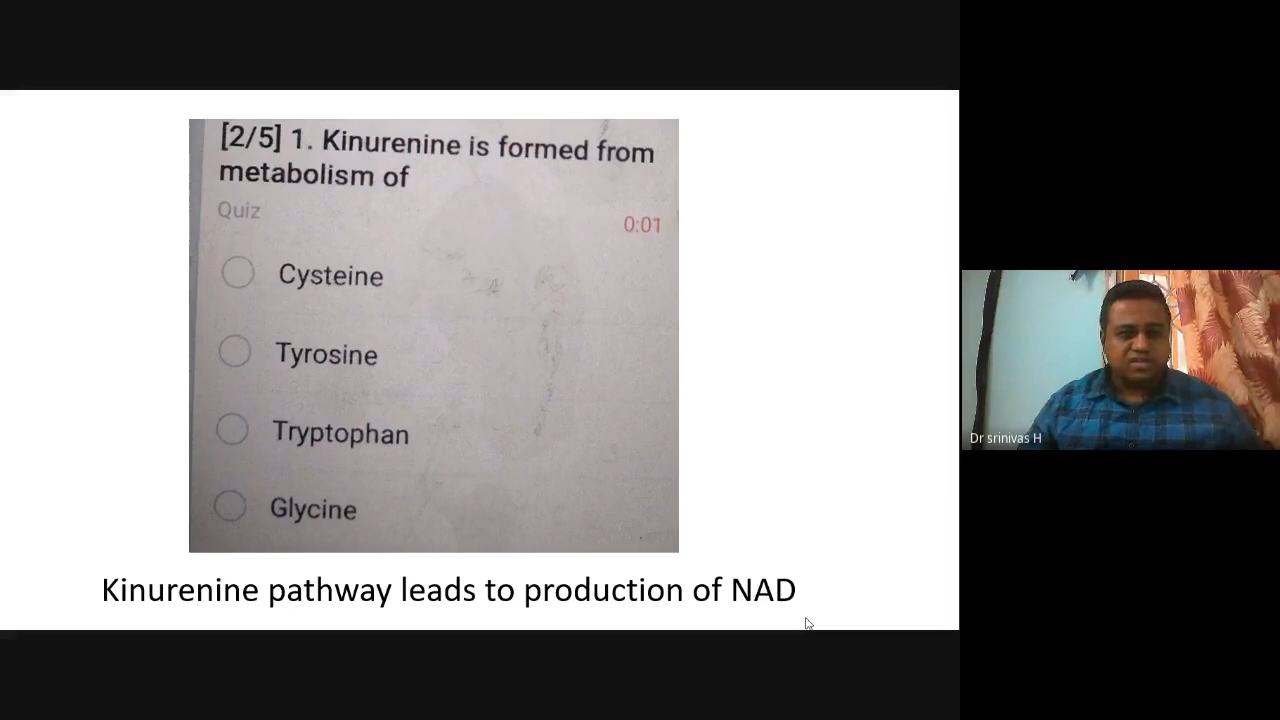 [2/5] 1. Kinurenine is formed from
metabolism of
Quiz
0:01
Cysteine
Tyrosine
Tryptophan
Glycine
Kinurenine pathway leads to production of NAD
Dr srinivas H